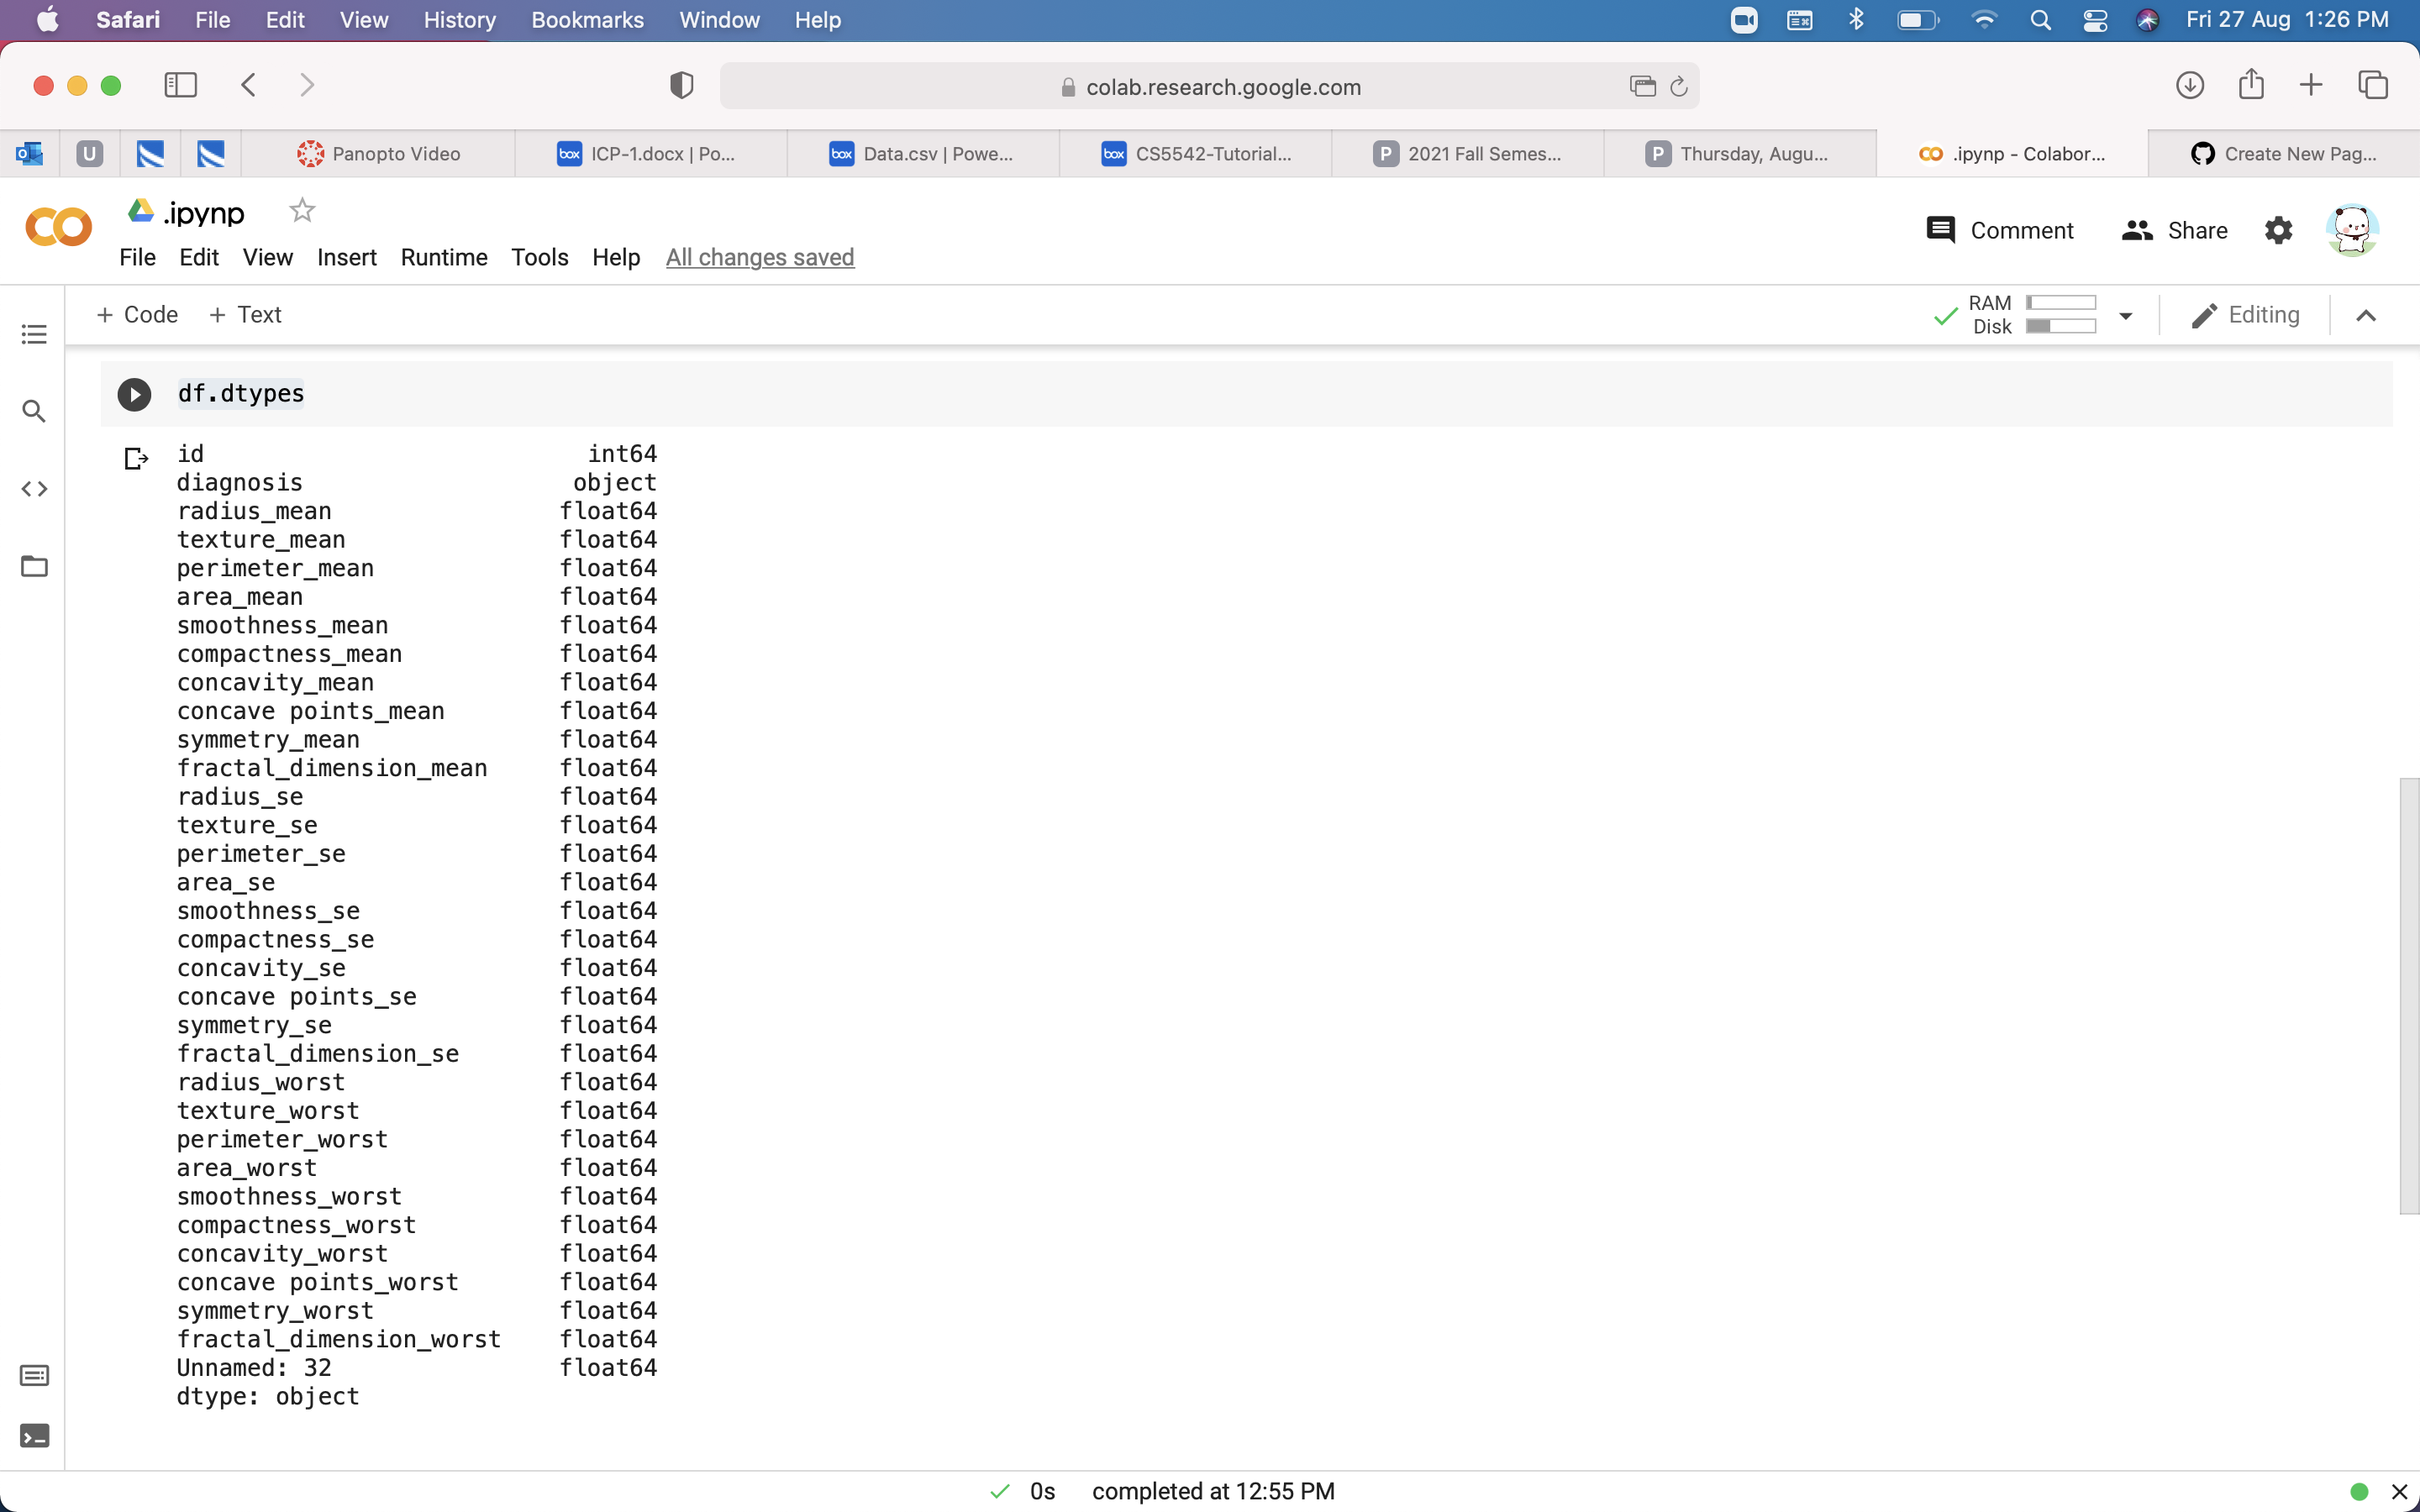 Safari File Edit View History Bookmarks Window Help Fri 27 Aug 1:26 PM
colab.research.google.com
U Panopto Video box ICP-1.docx | Po... box Data.csv | Powe... box CS5542-Tutorial... P 2021 Fall Semes... P Thursday, Augu... .ipynp - Colabor... Create New Pag...
.ipynp
Comment Share
File Edit View Insert Runtime Tools Help All changes saved
+ Code + Text RAM Disk Editing
df.dtypes
id int64
diagnosis object
radius_mean float64
texture_mean float64
perimeter_mean float64
area_mean float64
smoothness_mean float64
compactness_mean float64
concavity_mean float64
concave points_mean float64
symmetry_mean float64
fractal_dimension_mean float64
radius_se float64
texture_se float64
perimeter_se float64
area_se float64
smoothness_se float64
compactness_se float64
concavity_se float64
concave points_se float64
symmetry_se float64
fractal_dimension_se float64
radius_worst float64
texture_worst float64
perimeter_worst float64
area_worst float64
smoothness_worst float64
compactness_worst float64
concavity_worst float64
concave points_worst float64
symmetry_worst float64
fractal_dimension_worst float64
Unnamed: 32 float64
dtype: object
0s completed at 12:55 PM